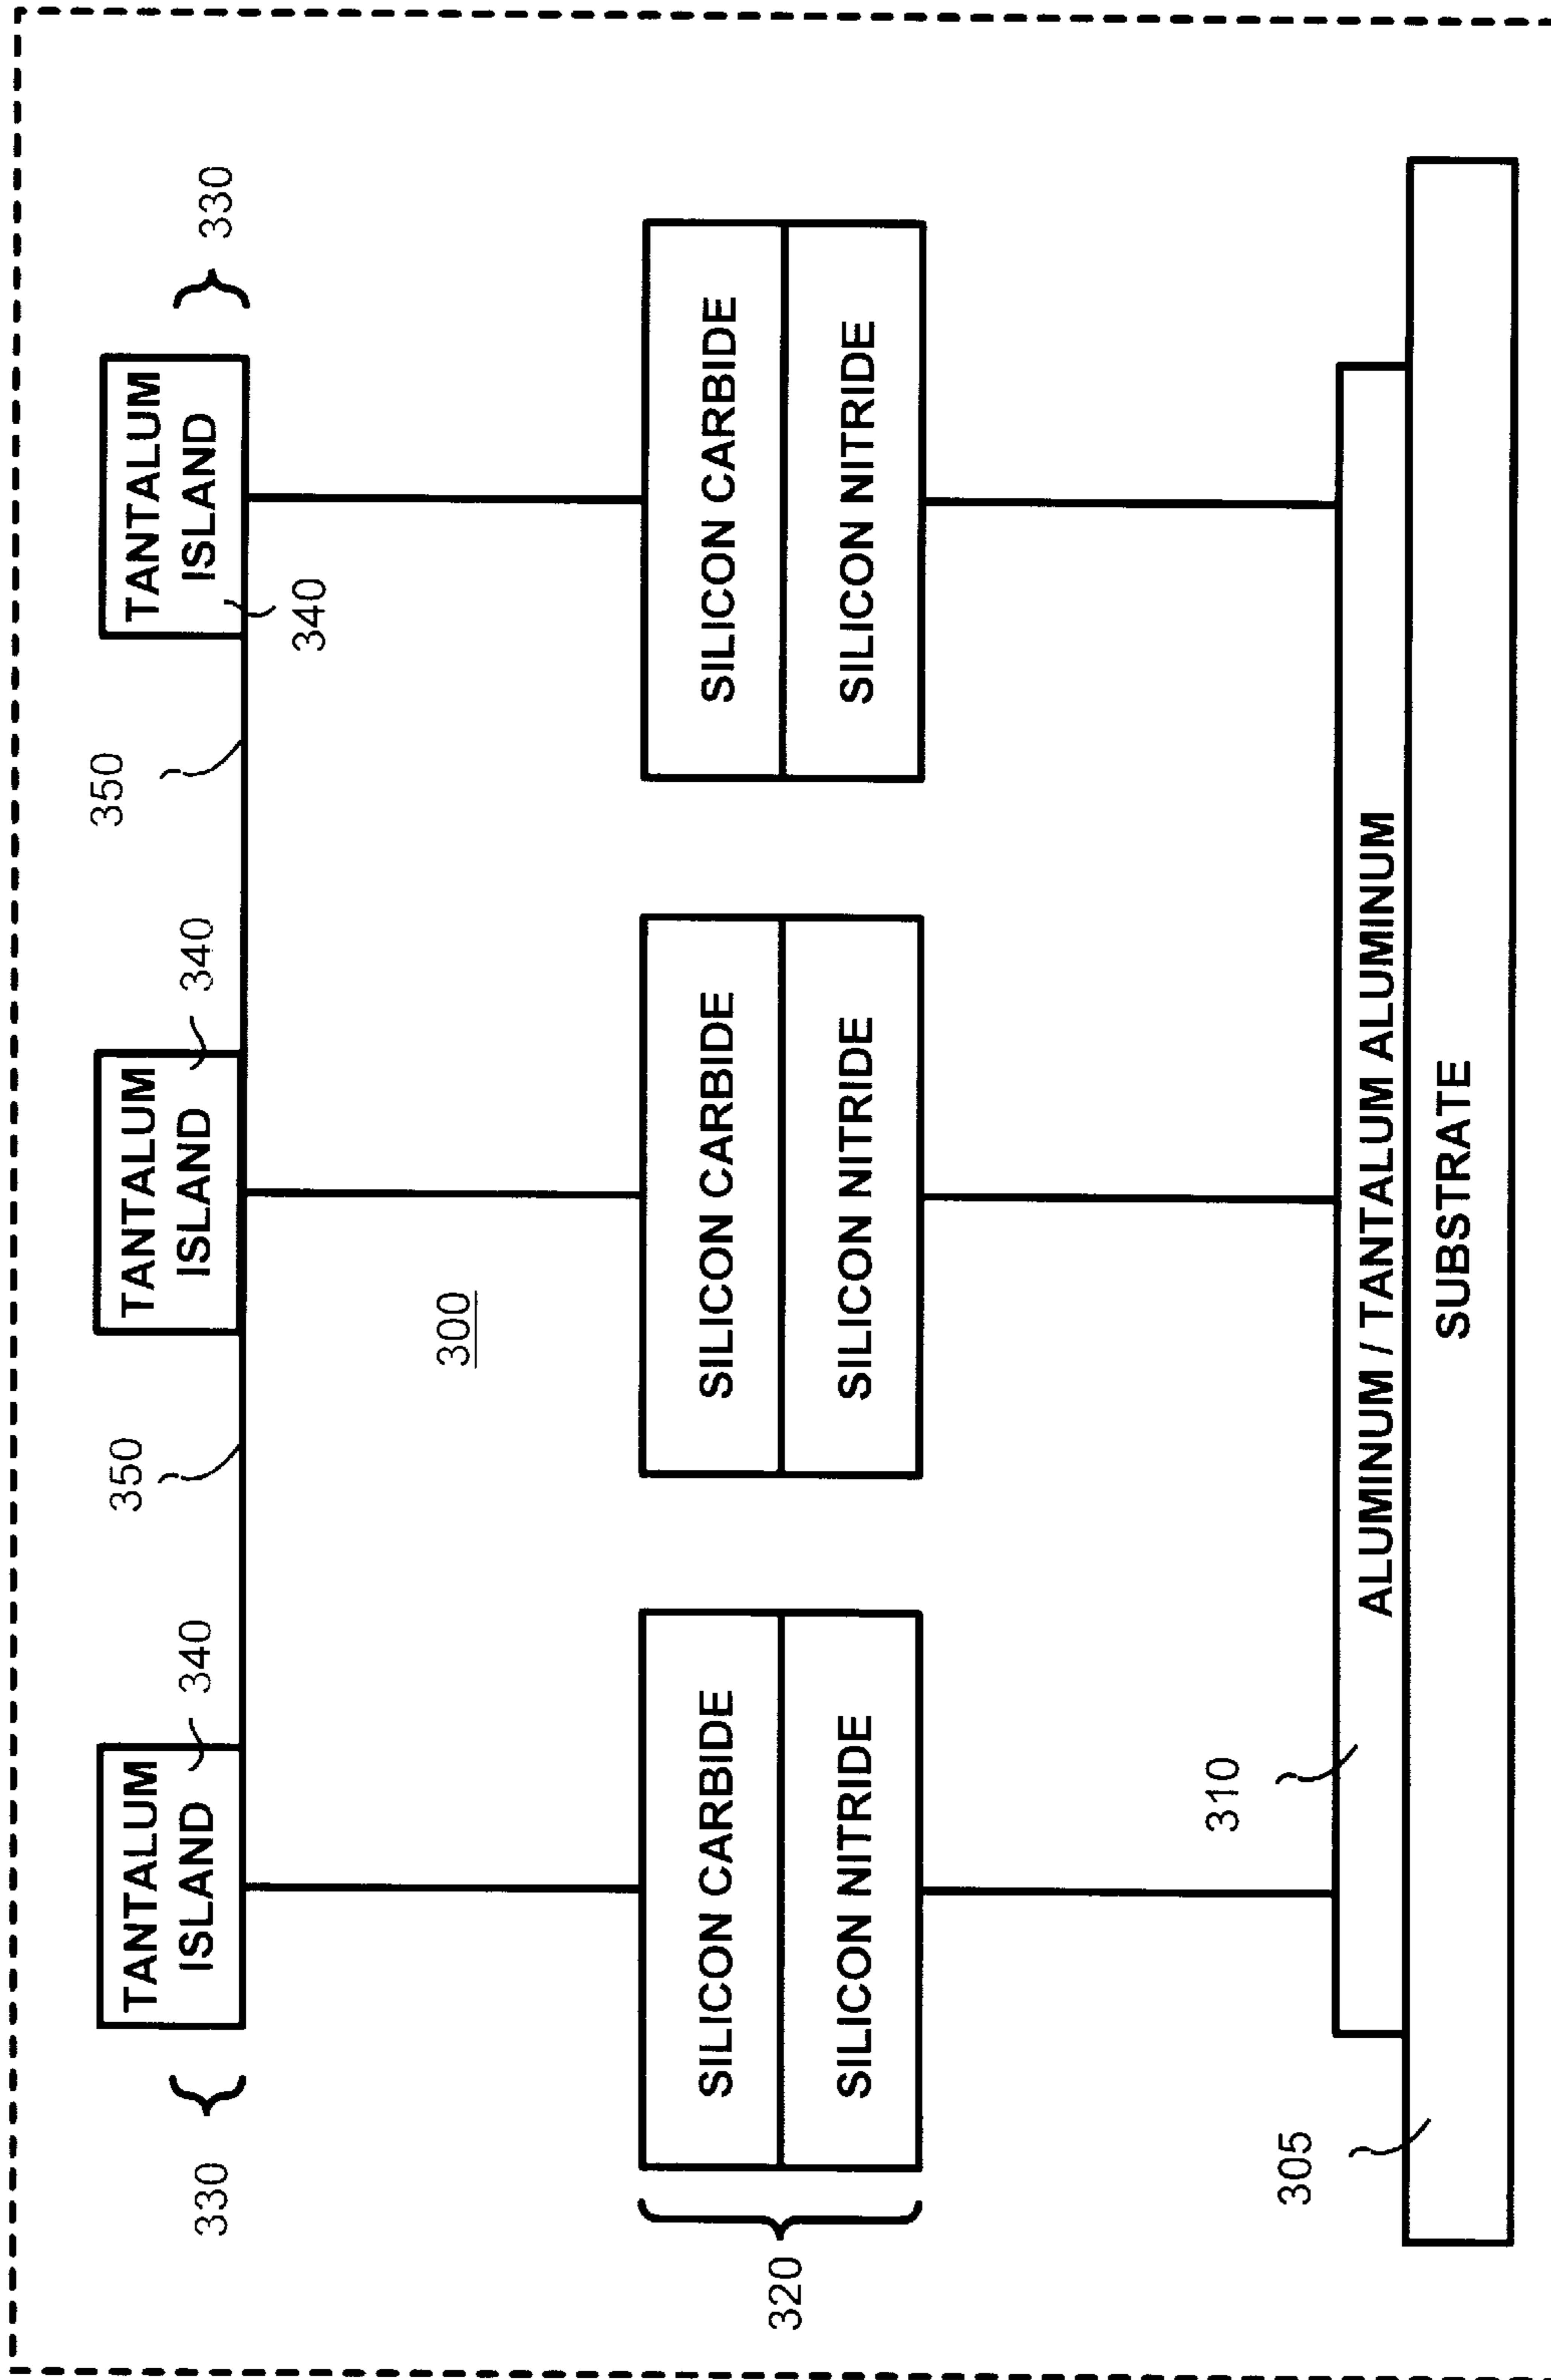 330
TANTALUM
ISLAND
340
350
TANTALUM
ISLAND
340
350
TANTALUM
ISLAND
340
330
300
320
SILICON CARBIDE
SILICON NITRIDE
SILICON CARBIDE
SILICON NITRIDE
SILICON CARBIDE
SILICON NITRIDE
310
ALUMINUM / TANTALUM ALUMINUM
305
SUBSTRATE